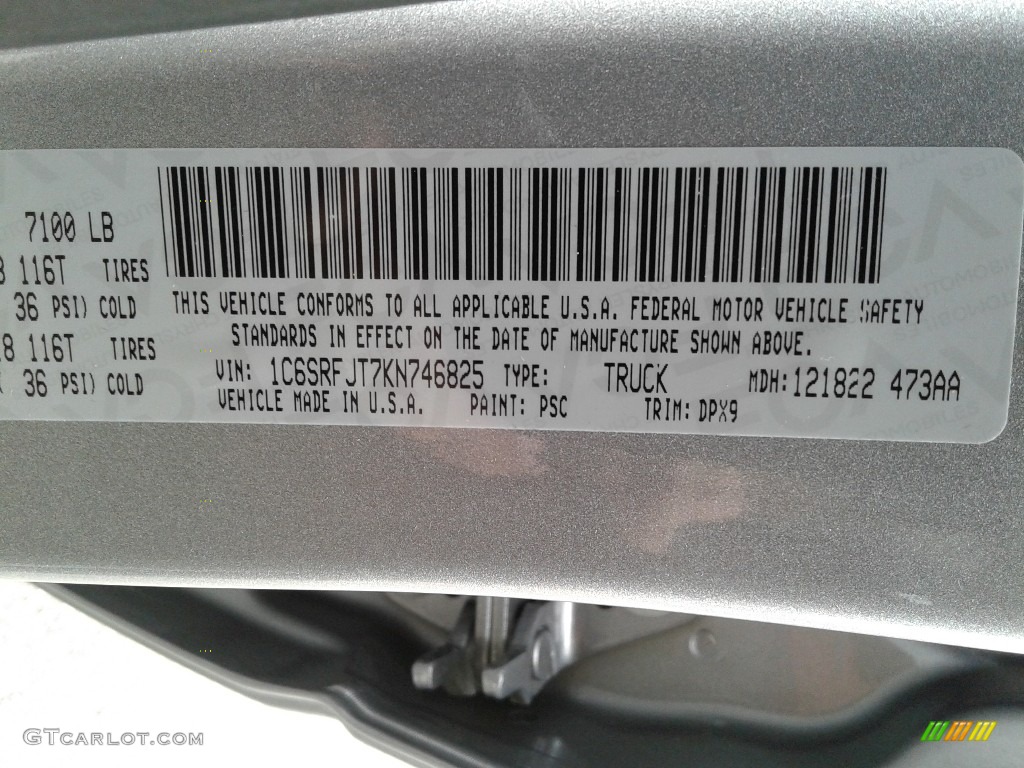 7100 LB
116T TIRES
36 PSI) COLD
116T TIRES
36 PSI) COLD
THIS VEHICLE CONFORMS TO ALL APPLICABLE U.S.A. FEDERAL MOTOR VEHICLE SAFETY
STANDARDS IN EFFECT ON THE DATE OF MANUFACTURE SHOWN ABOVE.
VIN: 1C6SRFJT7KN746825 TYPE: TRUCK MDH: 121822 473AA
VEHICLE MADE IN U.S.A. PAINT: PSC TRIM: DPX9
GTCarlot.com